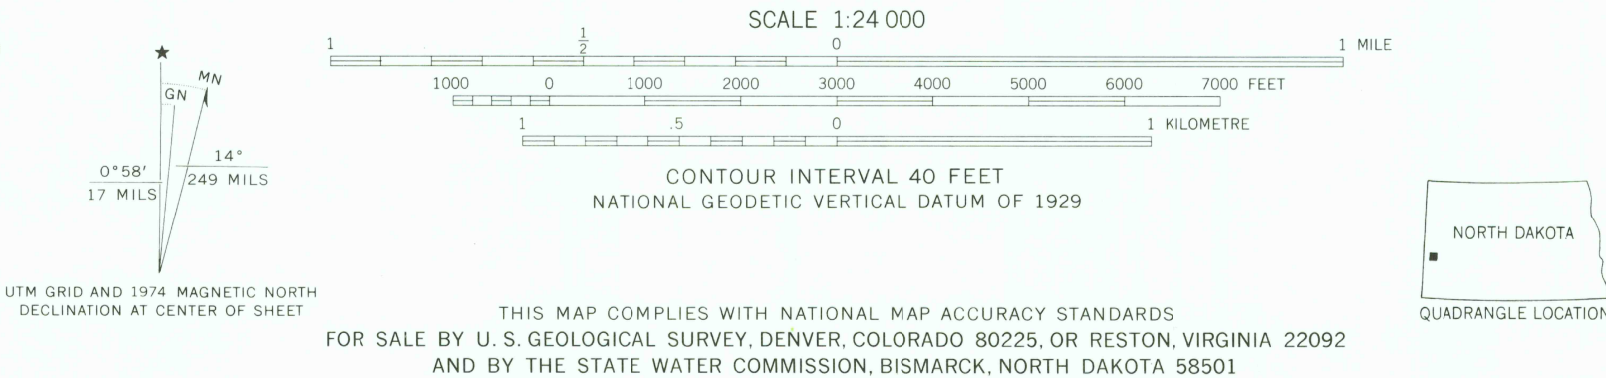 SCALE 1:24 000
1 1/2 0 1 MILE
1000 0 1000 2000 3000 4000 5000 6000 7000 FEET
1 .5 0 1 KILOMETRE
CONTOUR INTERVAL 40 FEET
NATIONAL GEODETIC VERTICAL DATUM OF 1929
★
MN
GN
0°58′
17 MILS
14°
249 MILS
UTM GRID AND 1974 MAGNETIC NORTH
DECLINATION AT CENTER OF SHEET
THIS MAP COMPLIES WITH NATIONAL MAP ACCURACY STANDARDS
FOR SALE BY U. S. GEOLOGICAL SURVEY, DENVER, COLORADO 80225, OR RESTON, VIRGINIA 22092
AND BY THE STATE WATER COMMISSION, BISMARCK, NORTH DAKOTA 58501
NORTH DAKOTA
QUADRANGLE LOCATION